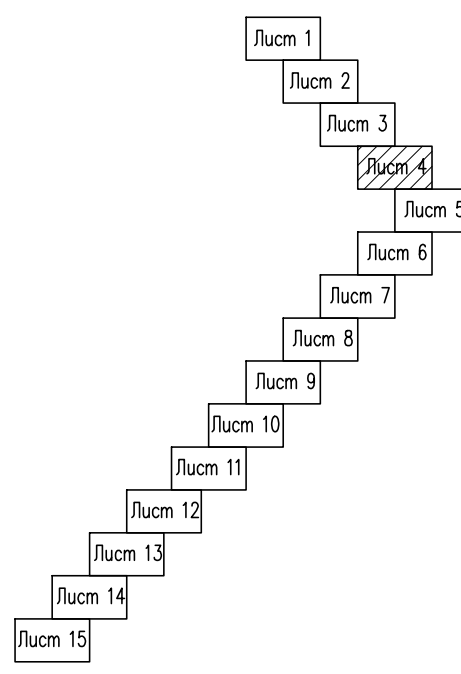 Лист 1
Лист 2
Лист 3
Лист 4
Лист 5
Лист 6
Лист 7
Лист 8
Лист 9
Лист 10
Лист 11
Лист 12
Лист 13
Лист 14
Лист 15